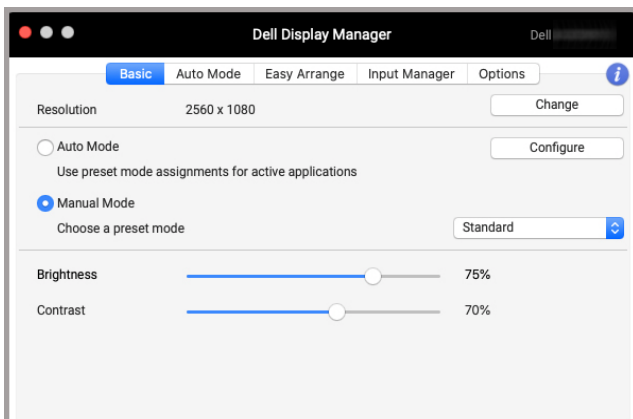 Dell Display Manager Dell
Basic Auto Mode Easy Arrange Input Manager Options i
Resolution 2560 x 1080 Change
Auto Mode Configure
Use preset mode assignments for active applications
Manual Mode
Choose a preset mode Standard
Brightness 75%
Contrast 70%